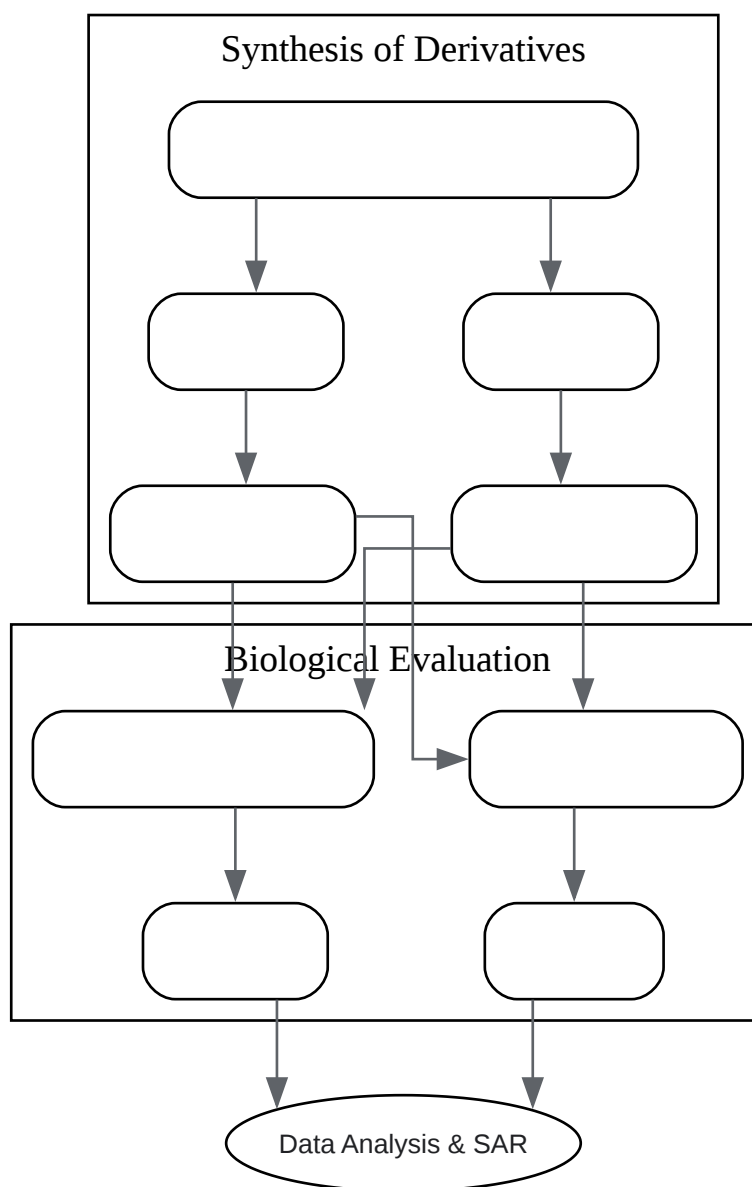 Synthesis of Derivatives
Biological Evaluation
Data Analysis & SAR